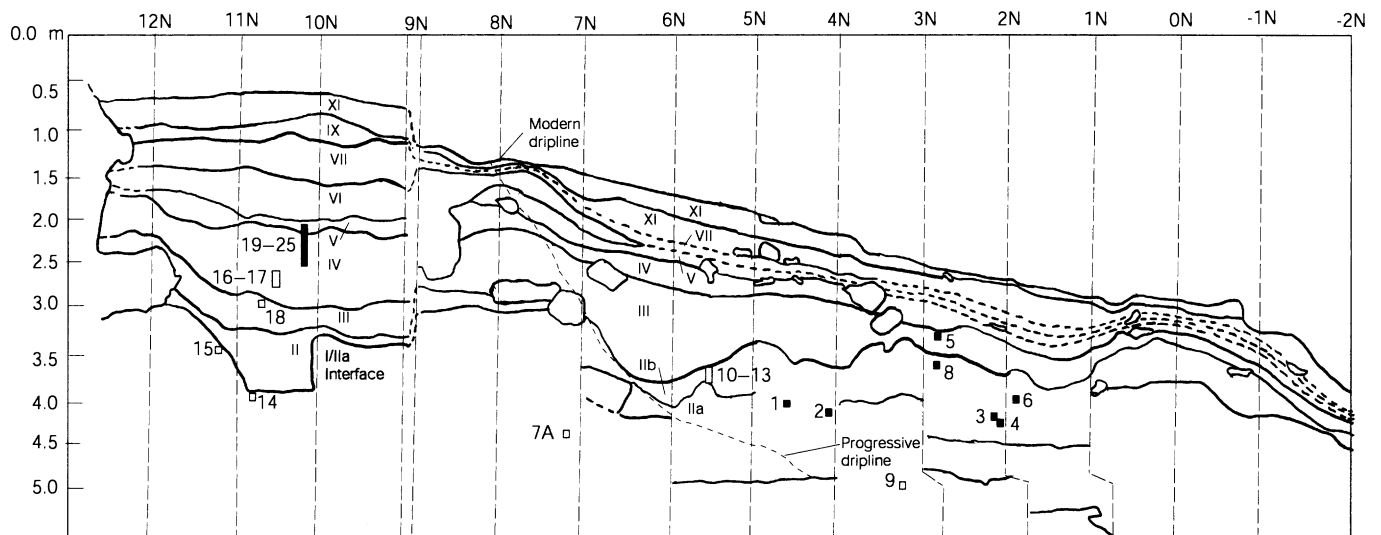 12N 11N 10N 9N 8N 7N 6N 5N 4N 3N 2N 1N 0N -1N -2N
0.0 m
0.5
1.0
1.5
2.0
2.5
3.0
3.5
4.0
4.5
5.0
XI
IX
VII
VI
V
IV
III
II
I/IIa
Interface
19–25
16–17
18
15
14
Modern
dripline
XI XI
VII
V
IV
III
IIb
IIa
10–13
7A
1
2
5
8
6
3 4
9
Progressive
dripline